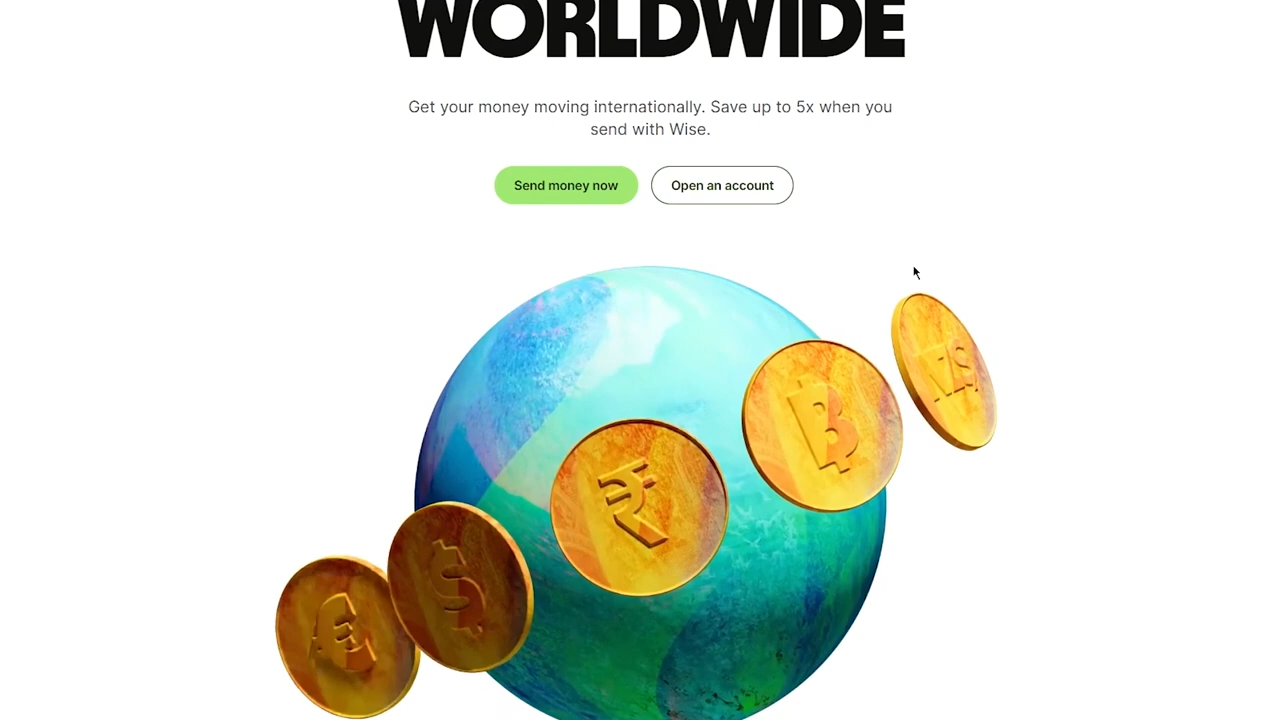 WORLDWIDE
Get your money moving internationally. Save up to 5x when you
send with Wise.
Send money now
Open an account
€
$
₹